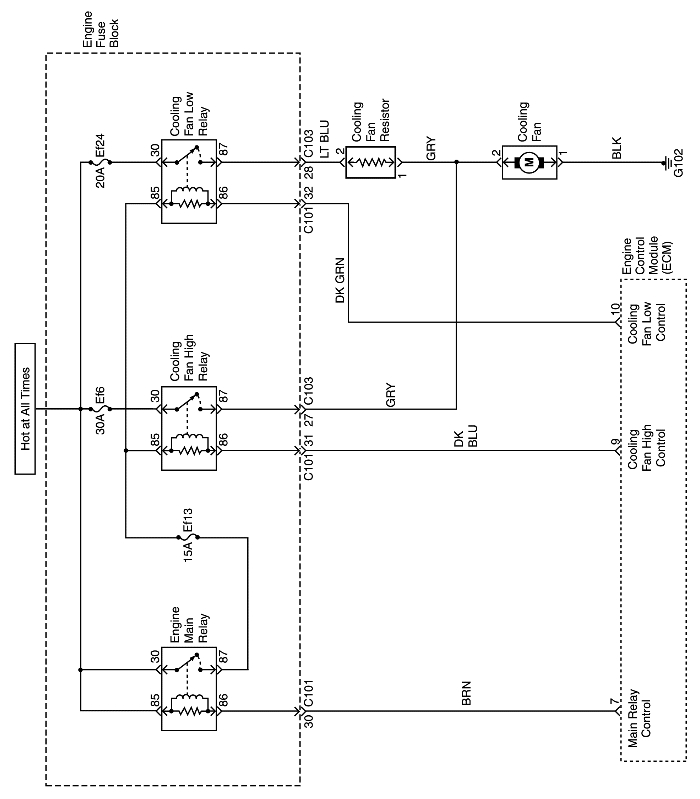 Engine
Fuse
Block
Hot at All Times
20A Ef24
30A Ef6
15A Ef13
Cooling
Fan Low
Relay
30
87
85
86
C103
28
LT BLU
2
Cooling
Fan
Resistor
1
GRY
2
Cooling
Fan
M
1
BLK
G102
C101 32
DK GRN
Cooling
Fan High
Relay
30
87
85
86
C103
27
GRY
C101 31
DK
BLU
Engine
Main
Relay
30
87
85
86
C101
30
BRN
Engine
Control
Module
(ECM)
10
Cooling
Fan Low
Control
9
Cooling
Fan High
Control
7
Main Relay
Control